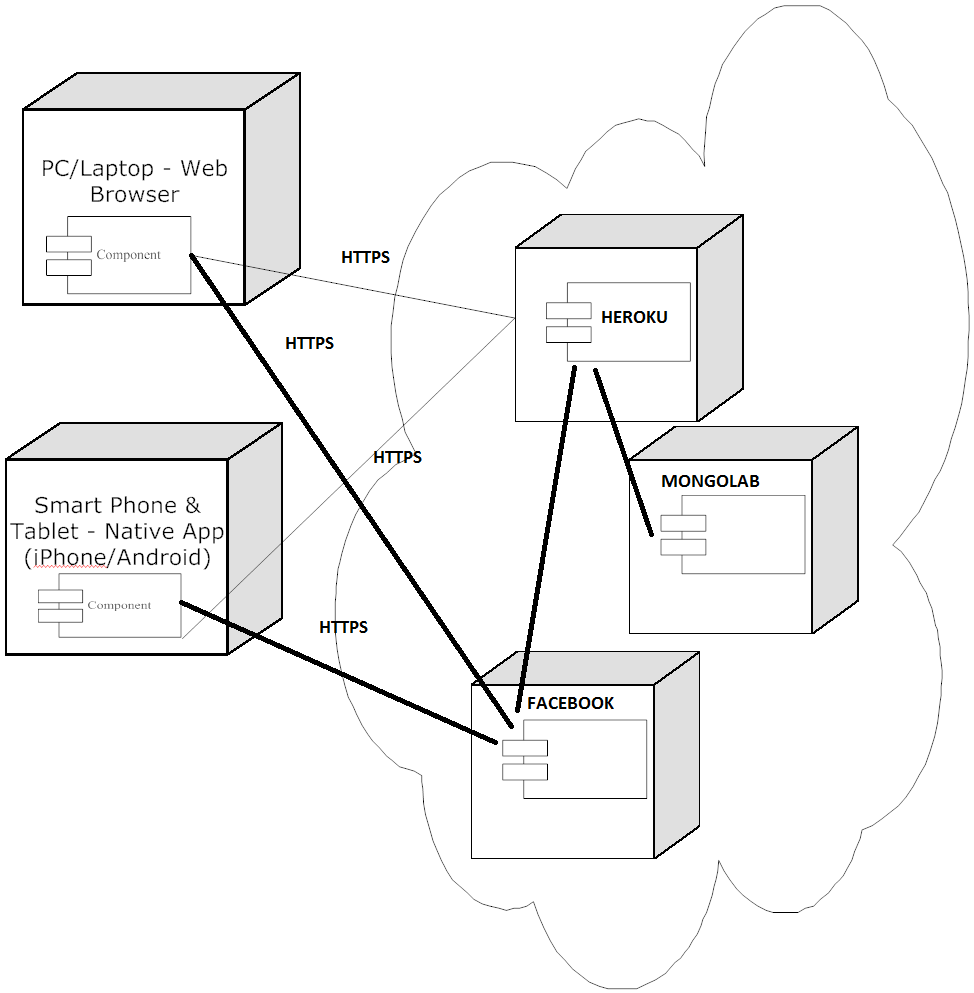 PC/Laptop - Web
Browser
Component
HTTPS
HEROKU
HTTPS
HTTPS
MONGOLAB
Smart Phone &
Tablet - Native App
(iPhone/Android)
Component
HTTPS
FACEBOOK